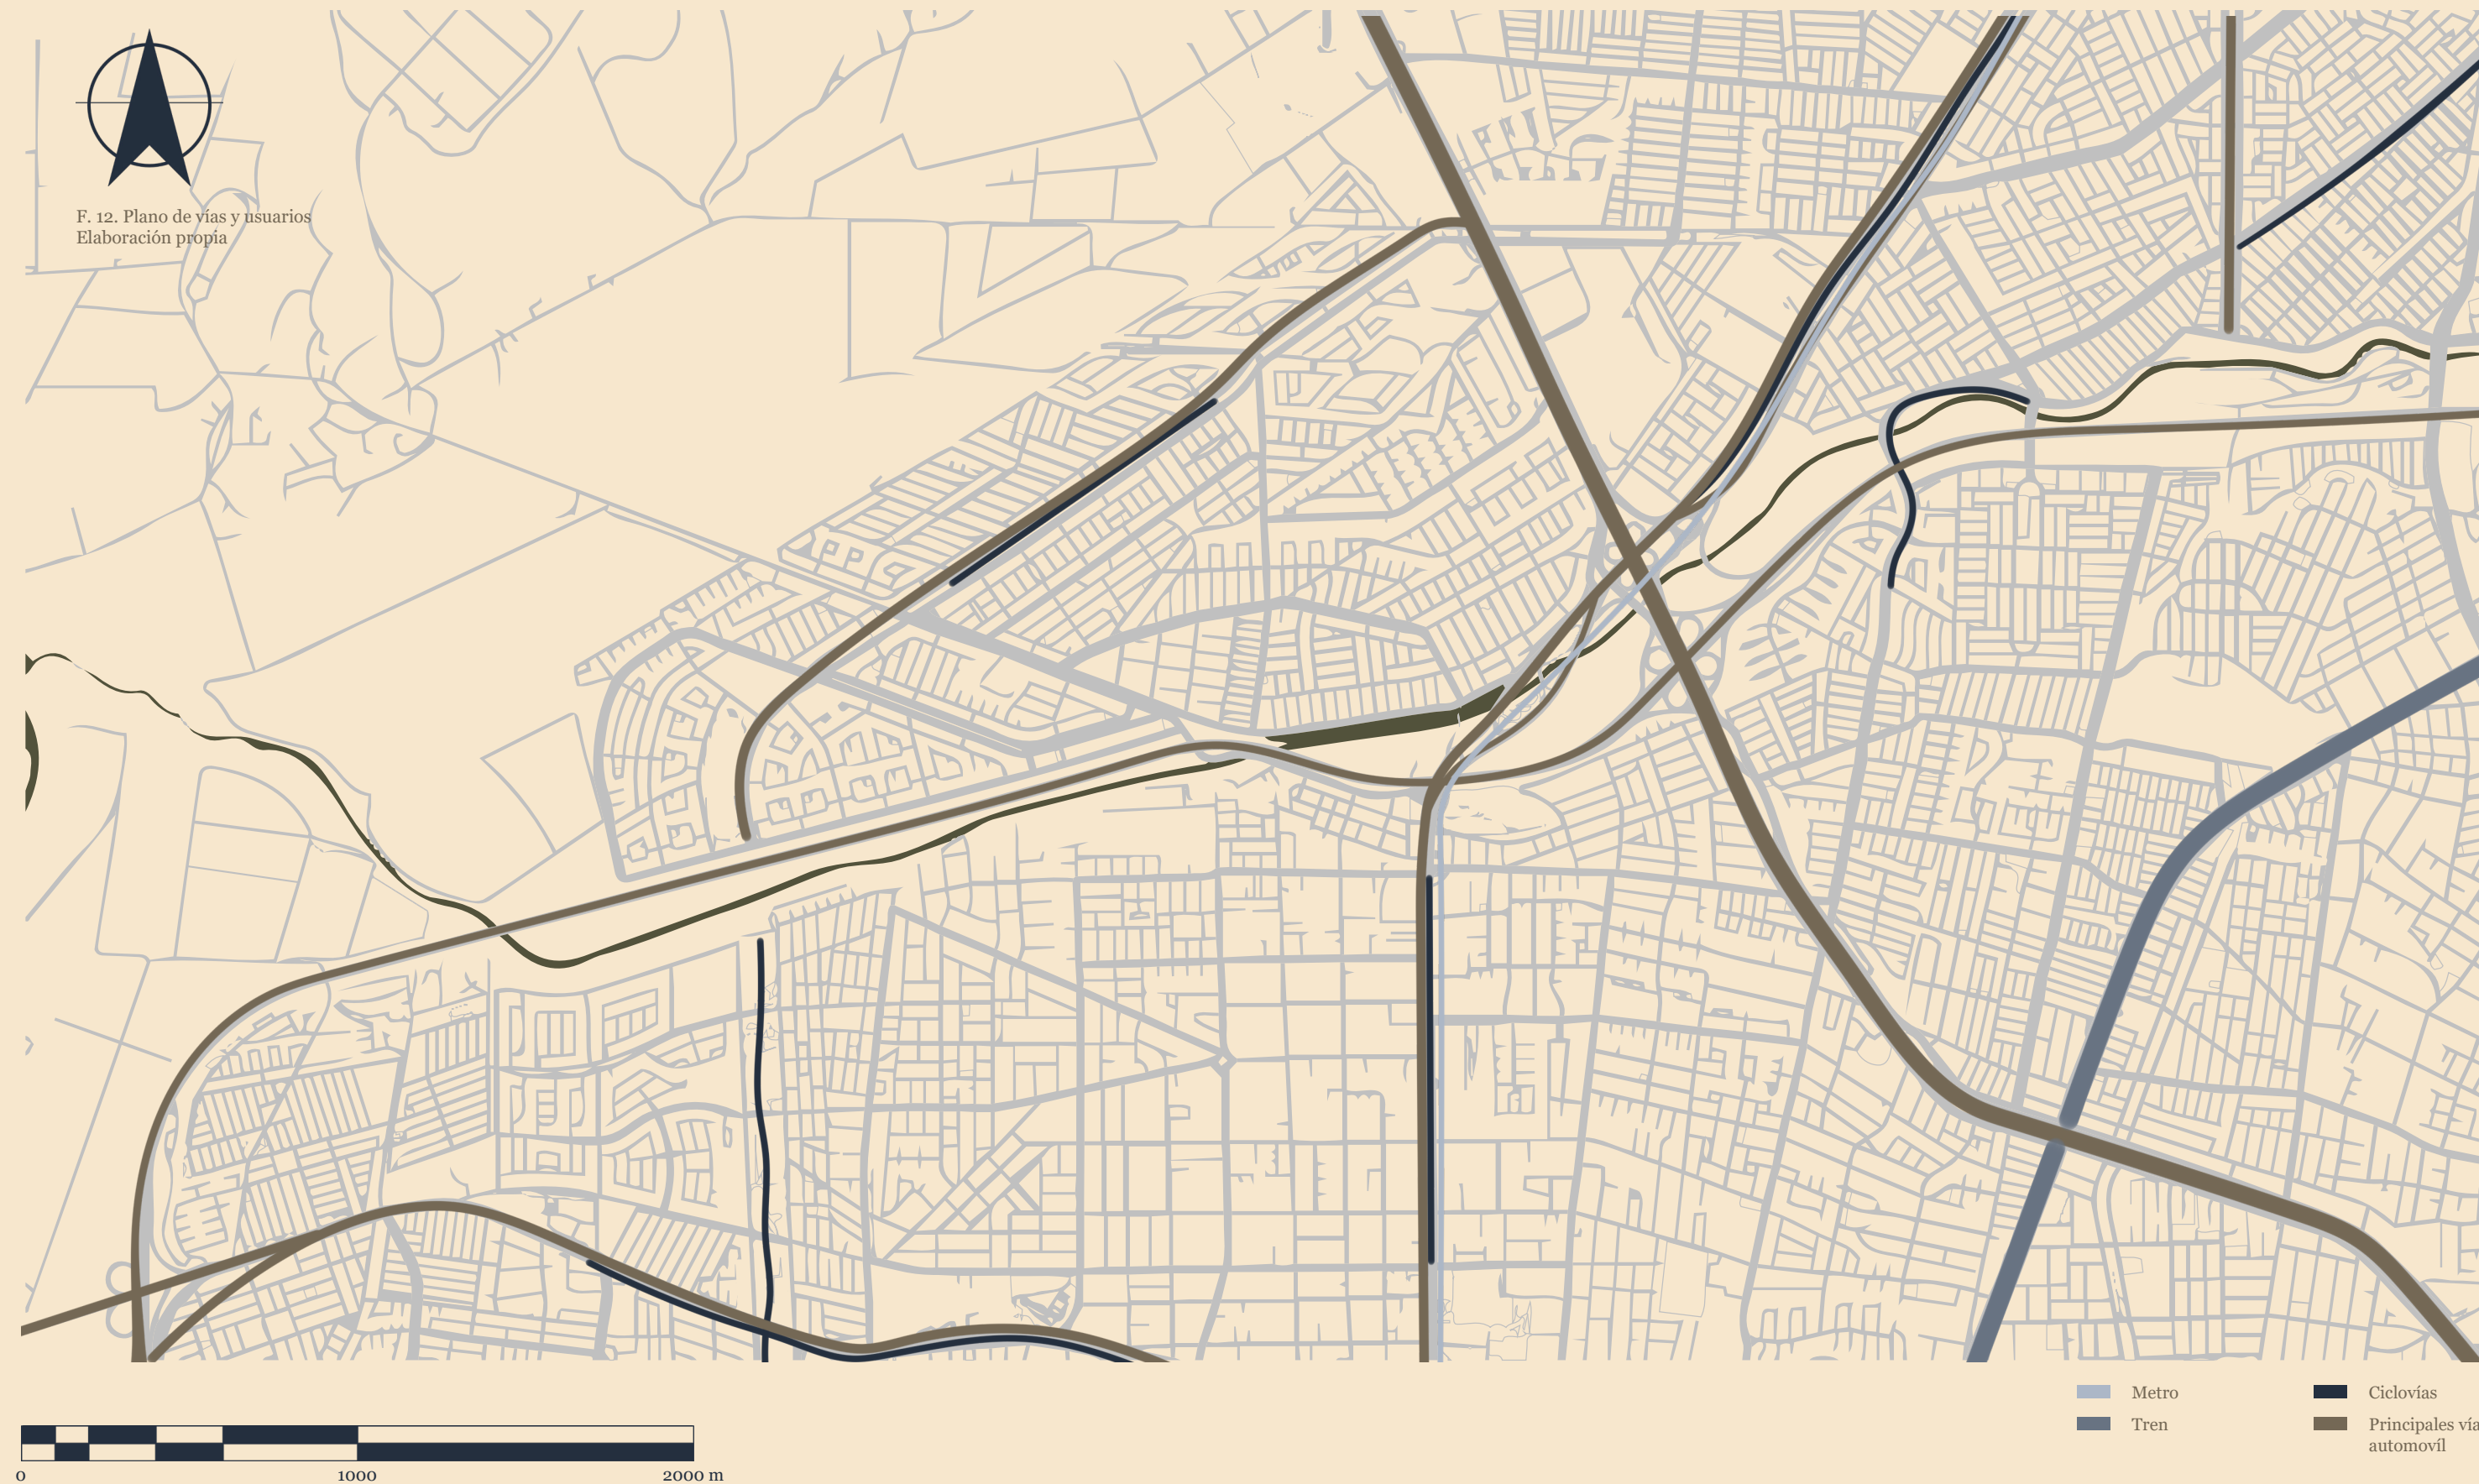 F. 12. Plano de vías y usuarios
Elaboración propia
Metro
Ciclovías
Tren
Principales vía
automovíl
0
1000
2000 m